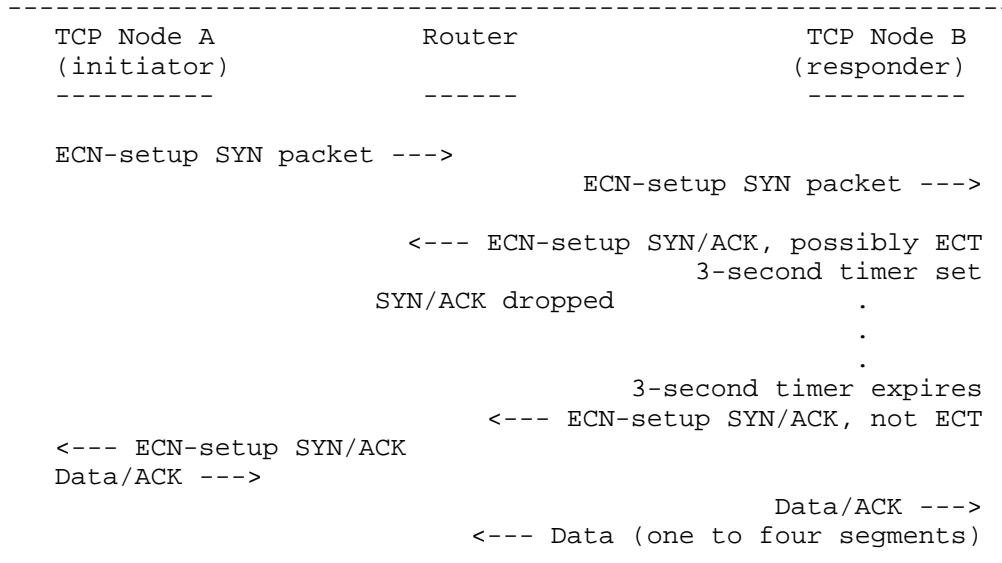 ---------------------------------------------------------------
TCP Node A             Router                  TCP Node B
(initiator)                                    (responder)
----------             ------                  ----------
ECN-setup SYN packet --->
ECN-setup SYN packet --->
<--- ECN-setup SYN/ACK, possibly ECT
3-second timer set
SYN/ACK dropped               .
.
.
3-second timer expires
<--- ECN-setup SYN/ACK, not ECT
<--- ECN-setup SYN/ACK
Data/ACK --->
Data/ACK --->
<--- Data (one to four segments)